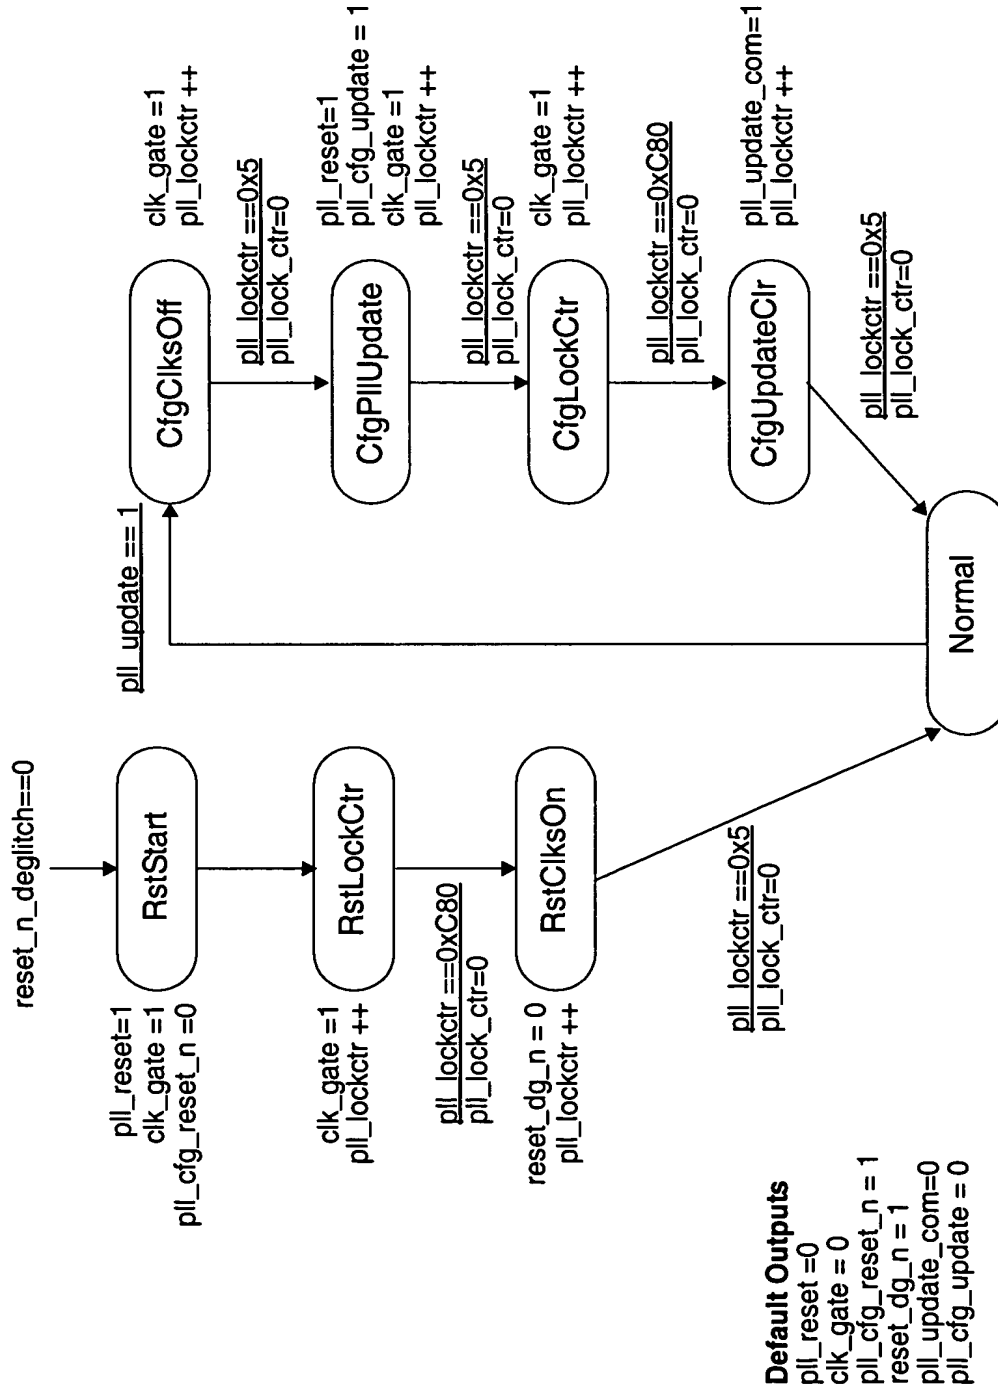 reset_n_deglitch==0
pll_reset=1
clk_gate =1
pll_cfg_reset_n =0
RstStart
clk_gate =1
pll_lockctr ++
RstLockCtr
pll_lockctr ==0xC80
pll_lock_ctr=0
reset_dg_n = 0
pll_lockctr ++
RstClksOn
pll_lockctr ==0x5
pll_lock_ctr=0
pll_update == 1
CfgClksOff
clk_gate =1
pll_lockctr ++
pll_lockctr ==0x5
pll_lock_ctr=0
CfgPllUpdate
pll_reset=1
pll_cfg_update = 1
clk_gate =1
pll_lockctr ++
pll_lockctr ==0x5
pll_lock_ctr=0
CfgLockCtr
clk_gate =1
pll_lockctr ++
pll_lockctr ==0xC80
pll_lock_ctr=0
CfgUpdateClr
pll_update_com=1
pll_lockctr ++
pll_lockctr ==0x5
pll_lock_ctr=0
Normal
Default Outputs
pll_reset =0
clk_gate = 0
pll_cfg_reset_n = 1
reset_dg_n = 1
pll_update_com=0
pll_cfg_update = 0